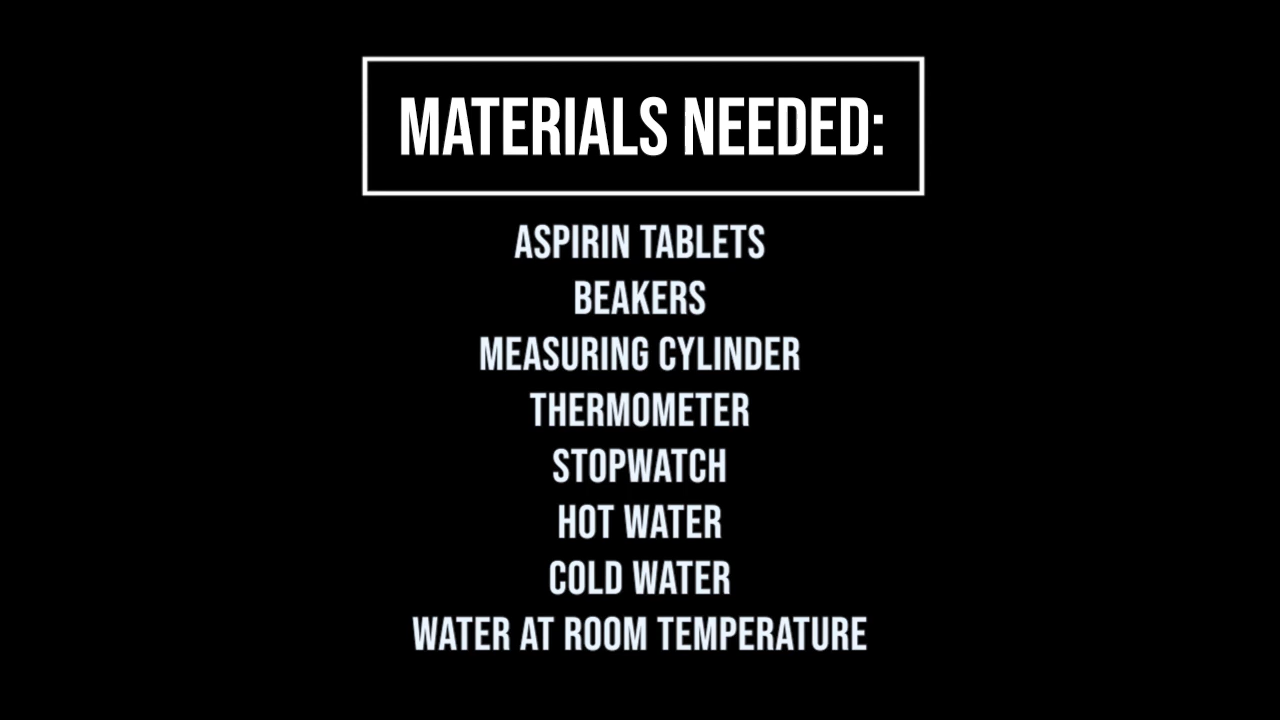 MATERIALS NEEDED:
ASPIRIN TABLETS
BEAKERS
MEASURING CYLINDER
THERMOMETER
STOPWATCH
HOT WATER
COLD WATER
WATER AT ROOM TEMPERATURE